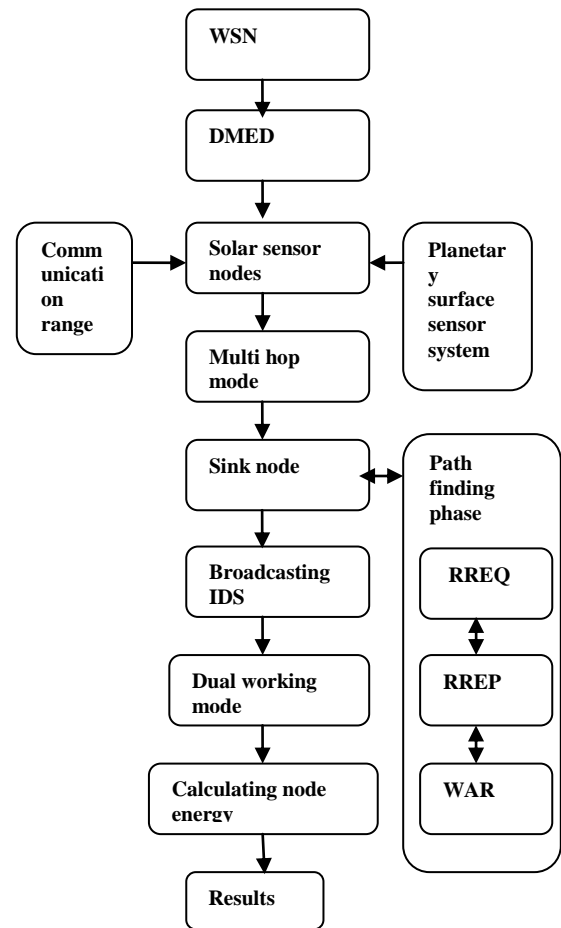 WSN
DMED
Comm
unicati
on
range
Solar sensor
nodes
Planetar
y
surface
sensor
system
Multi hop
mode
Sink node
Path
finding
phase
Broadcasting
IDS
RREQ
Dual working
mode
RREP
Calculating node
energy
WAR
Results